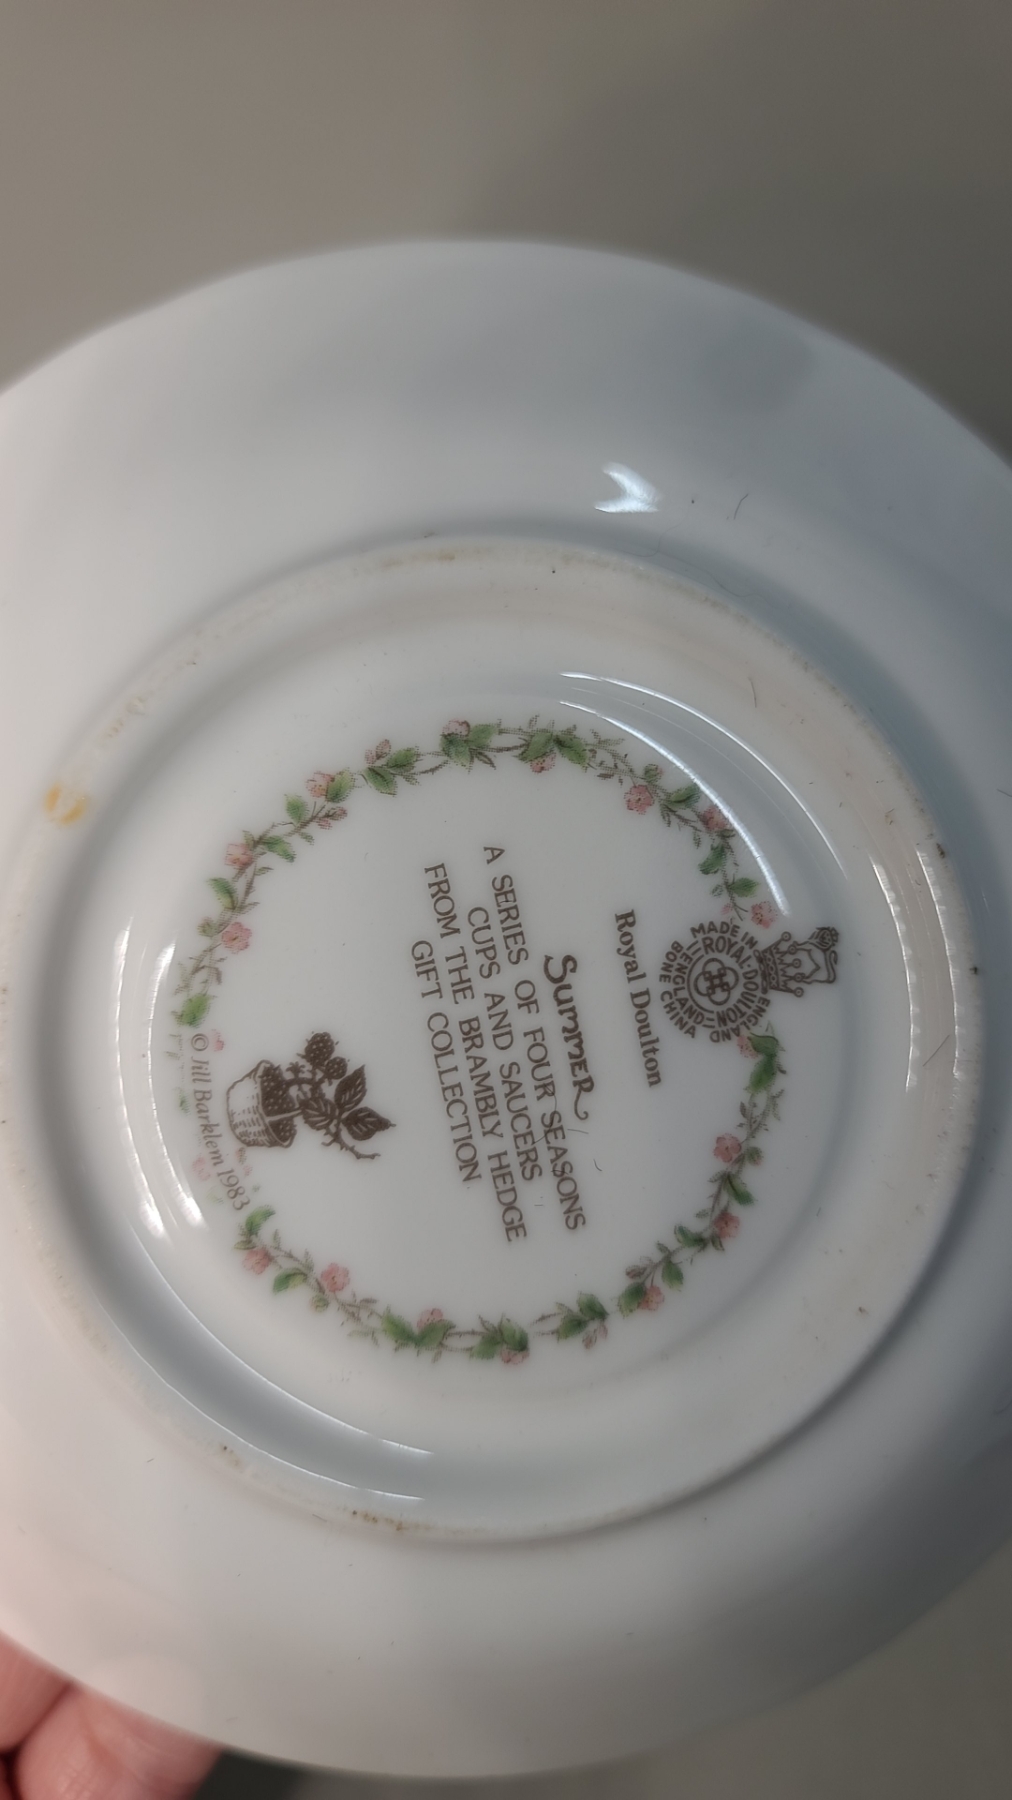 MADE IN ENGLAND
ROYAL·DOULTON
ENGLAND
BONE CHINA
Royal Doulton
Summer
A SERIES OF FOUR SEASONS
CUPS AND SAUCERS
FROM THE BRAMBLY HEDGE
GIFT COLLECTION
© Jill Barklem 1983